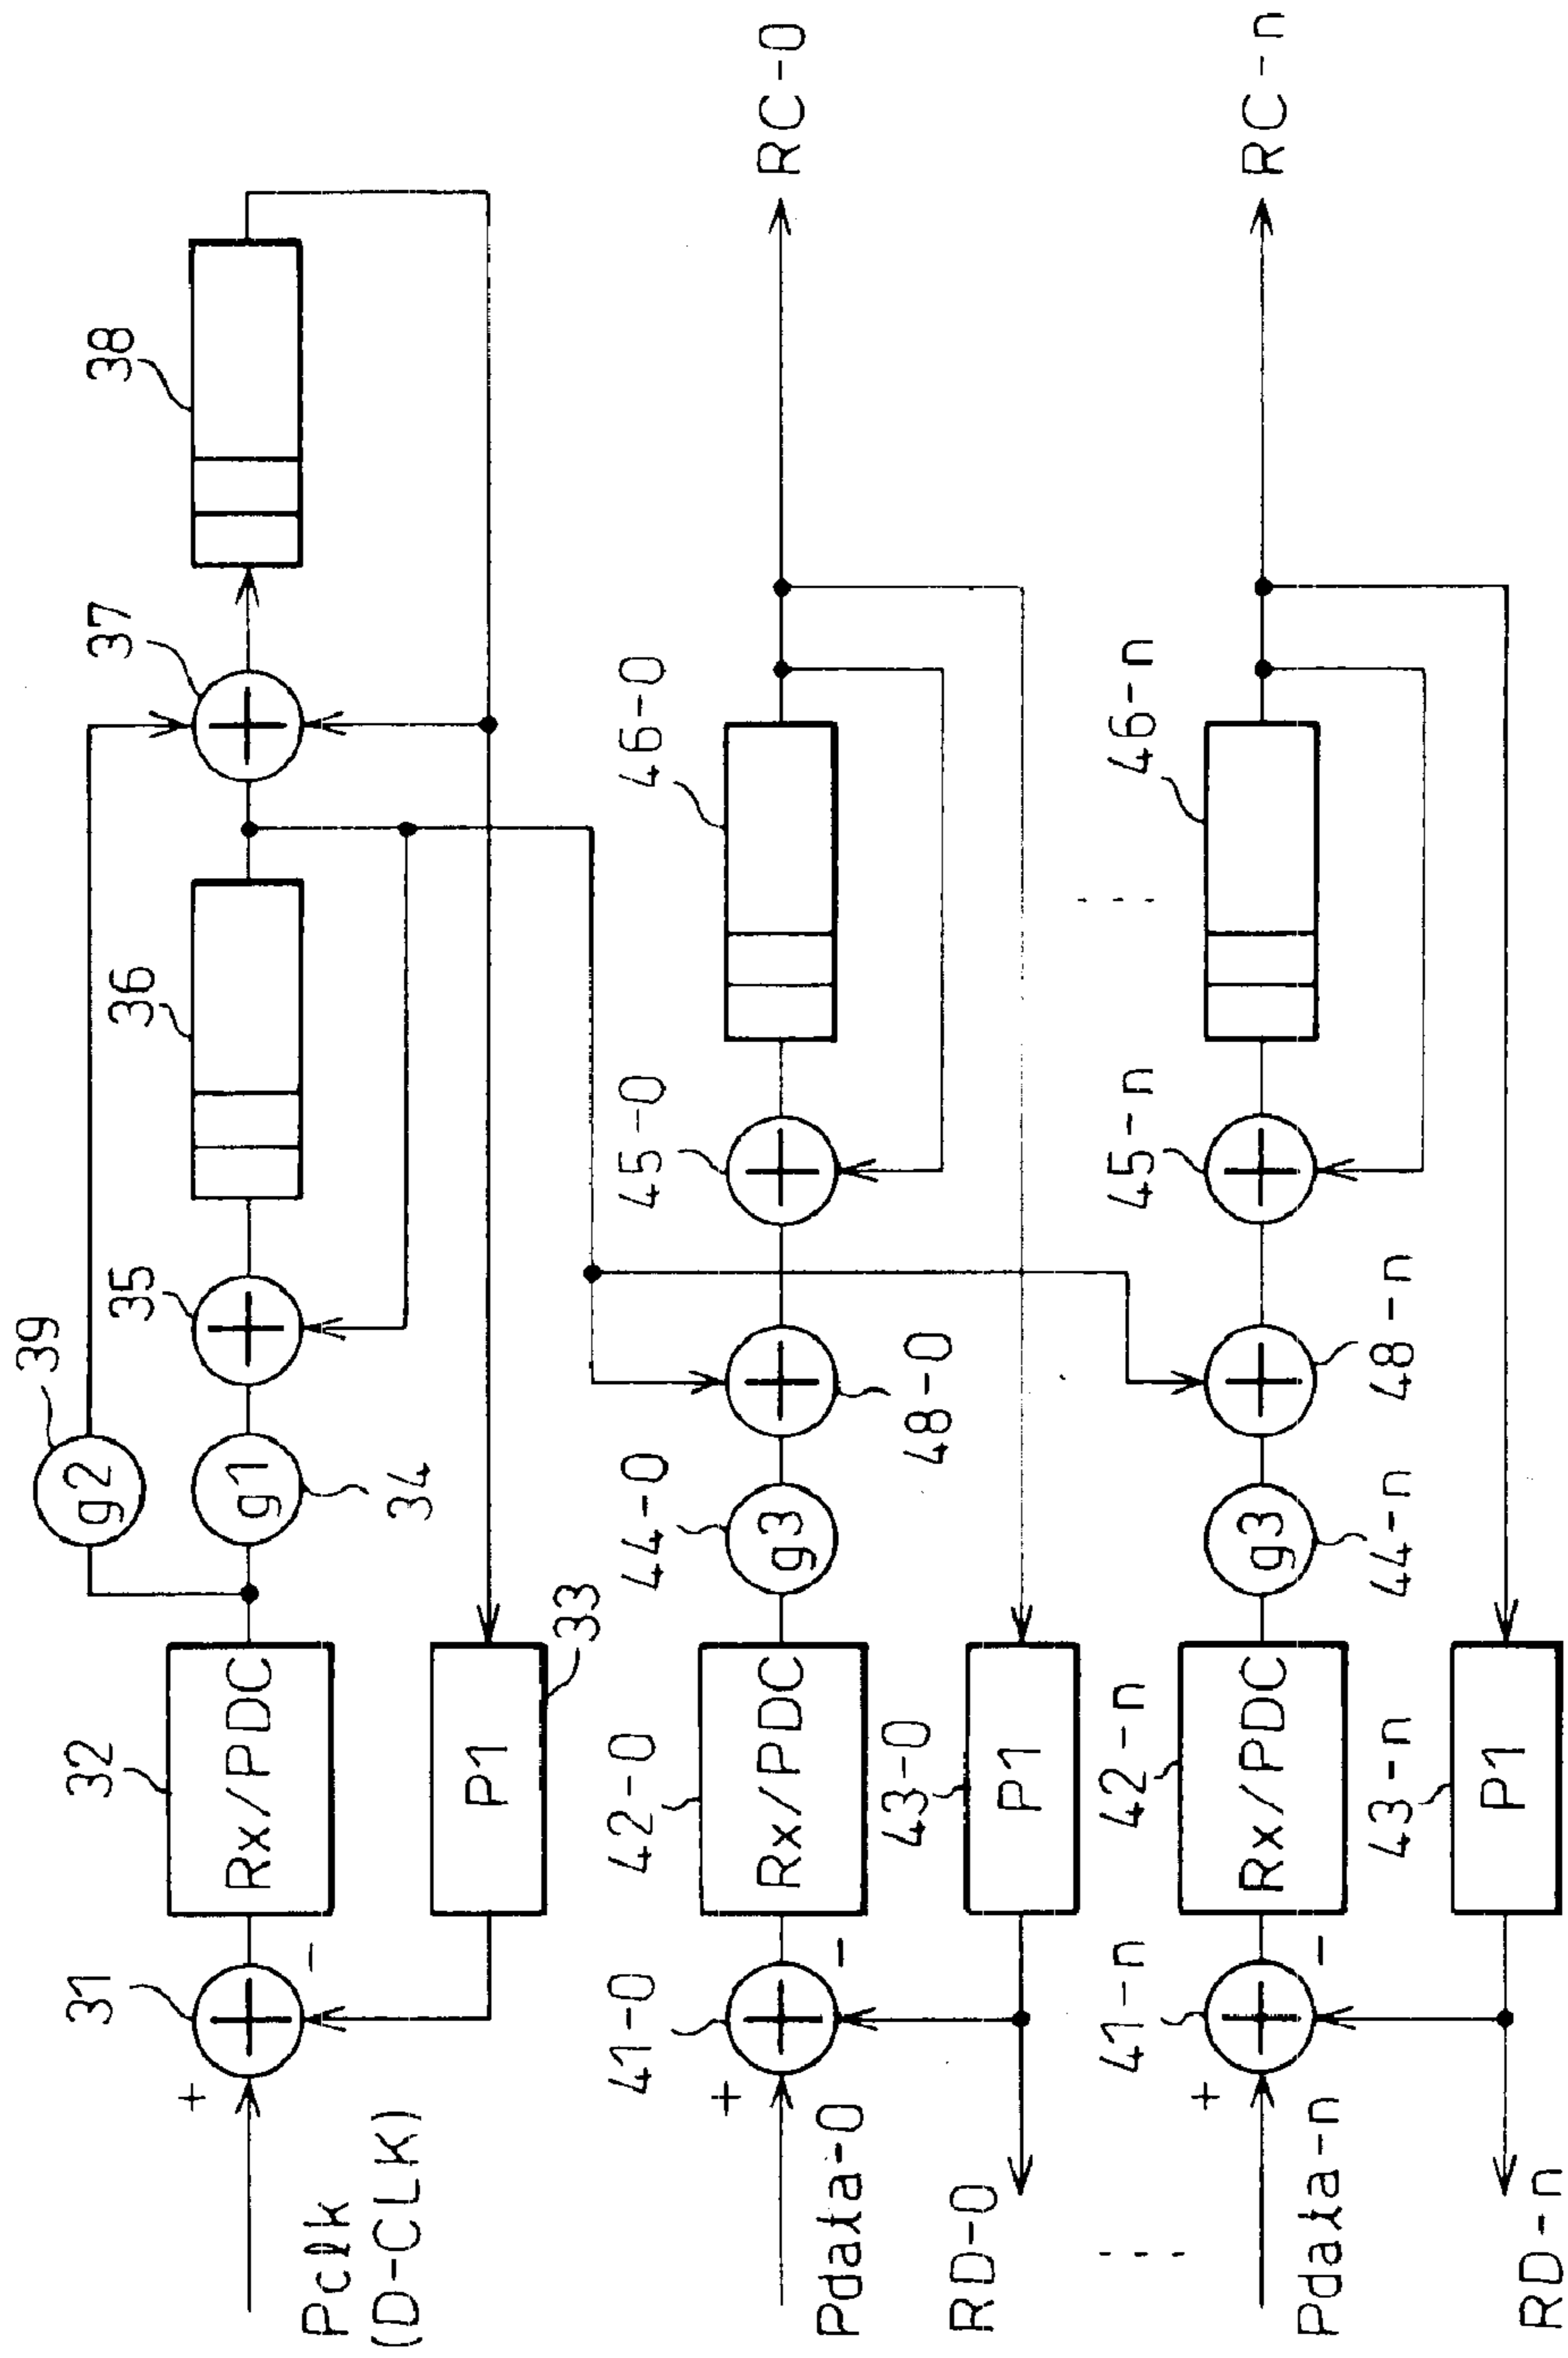 39
g2
35
36
37
38
31
32
Rx/PDC
g1
34
Pclk
(D-CLK)
P1
33
41-0
42-0
44-0
45-0
46-0
+
-
Rx/PDC
g3
48-0
RC-0
Pdata-0
43-0
P1
RD-0
41-n
42-n
44-n
45-n
46-n
+
-
Rx/PDC
g3
48-n
RC-n
Pdata-n
43-n
P1
RD-n
+
-